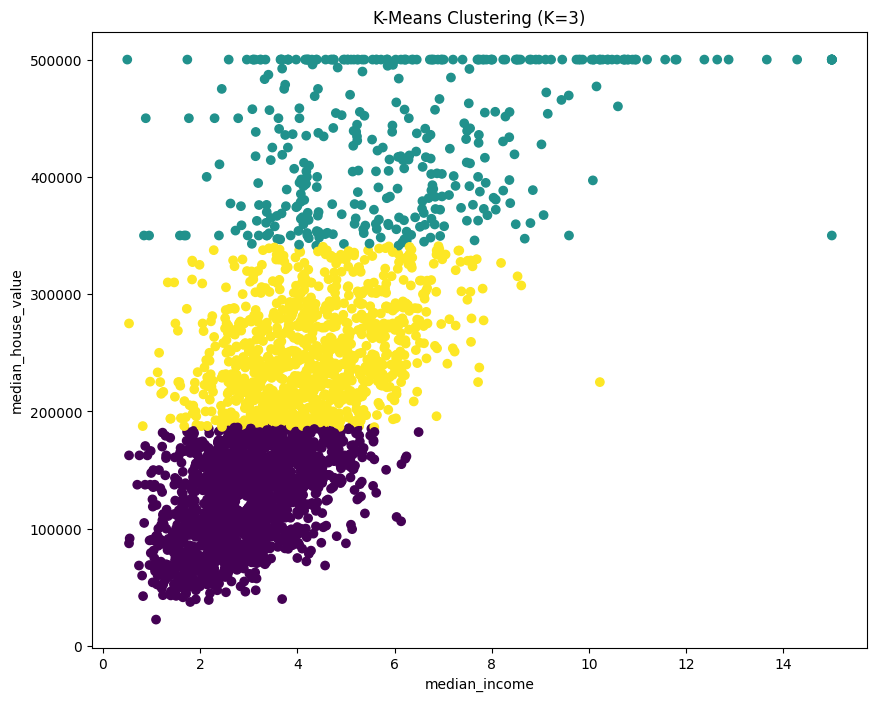 K-Means Clustering (K=3)
500000
400000
300000
200000
100000
0
median_house_value
0 2 4 6 8 10 12 14
median_income